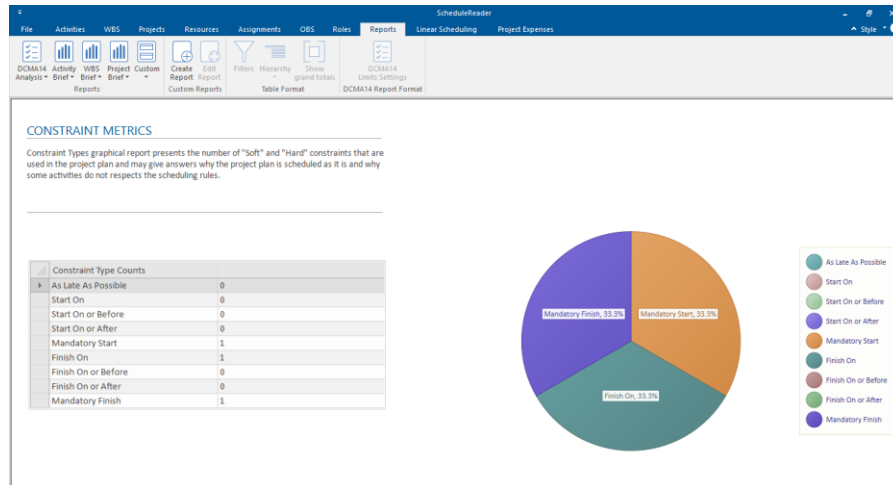 ScheduleReader
File Activities WBS Projects Resources Assignments OBS Roles Reports Linear Scheduling Project Expenses Style
DCMA14 Analysis
Activity Brief
WBS Brief
Project Brief
Custom
Create Report
Edit Report
Filters
Hierarchy
Show grand totals
DCMA14 Limits Settings
Reports Custom Reports Table Format DCMA14 Report Format
CONSTRAINT METRICS
Constraint Types graphical report presents the number of "Soft" and "Hard" constraints that are
used in the project plan and may give answers why the project plan is scheduled as it is and why
some activities do not respects the scheduling rules.
Constraint Type Counts
As Late As Possible 0
Start On 0
Start On or Before 0
Start On or After 0
Mandatory Start 1
Finish On 1
Finish On or Before 0
Finish On or After 0
Mandatory Finish 1
Mandatory Finish, 33.3%
Mandatory Start, 33.3%
Finish On, 33.3%
As Late As Possible
Start On
Start On or Before
Start On or After
Mandatory Start
Finish On
Finish On or Before
Finish On or After
Mandatory Finish